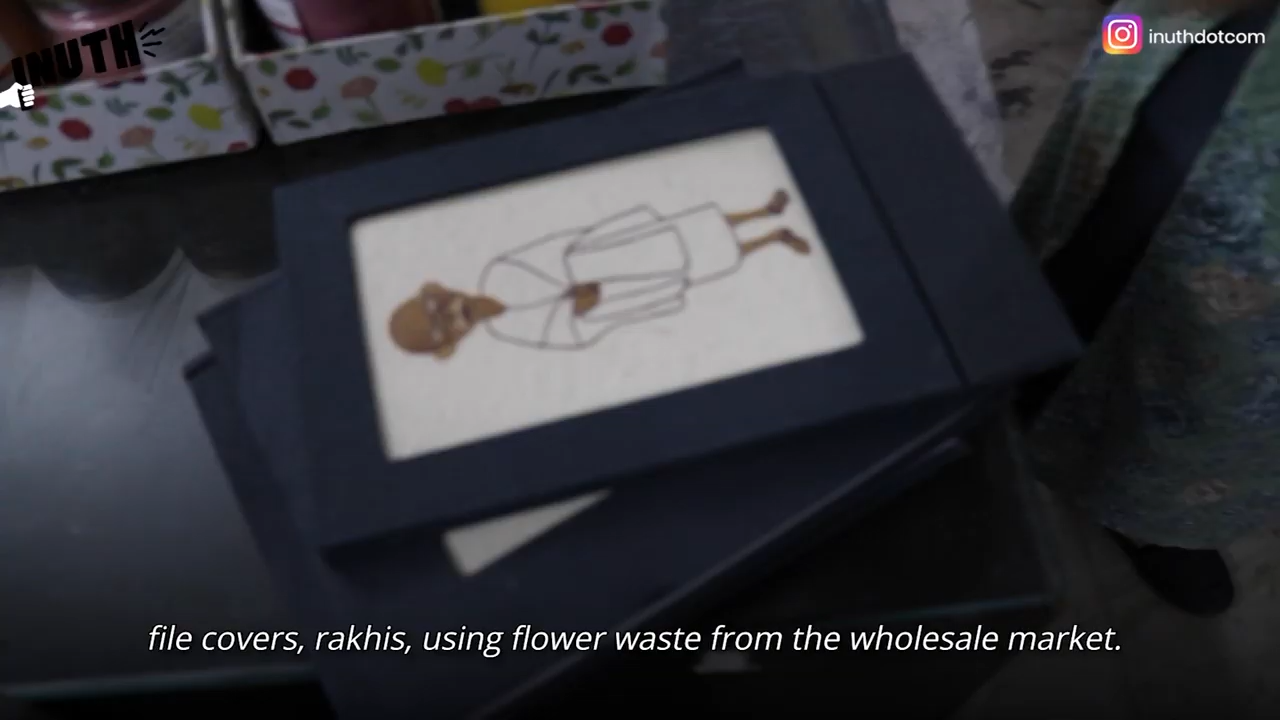 INUTH
inuthdotcom
file covers, rakhis, using flower waste from the wholesale market.